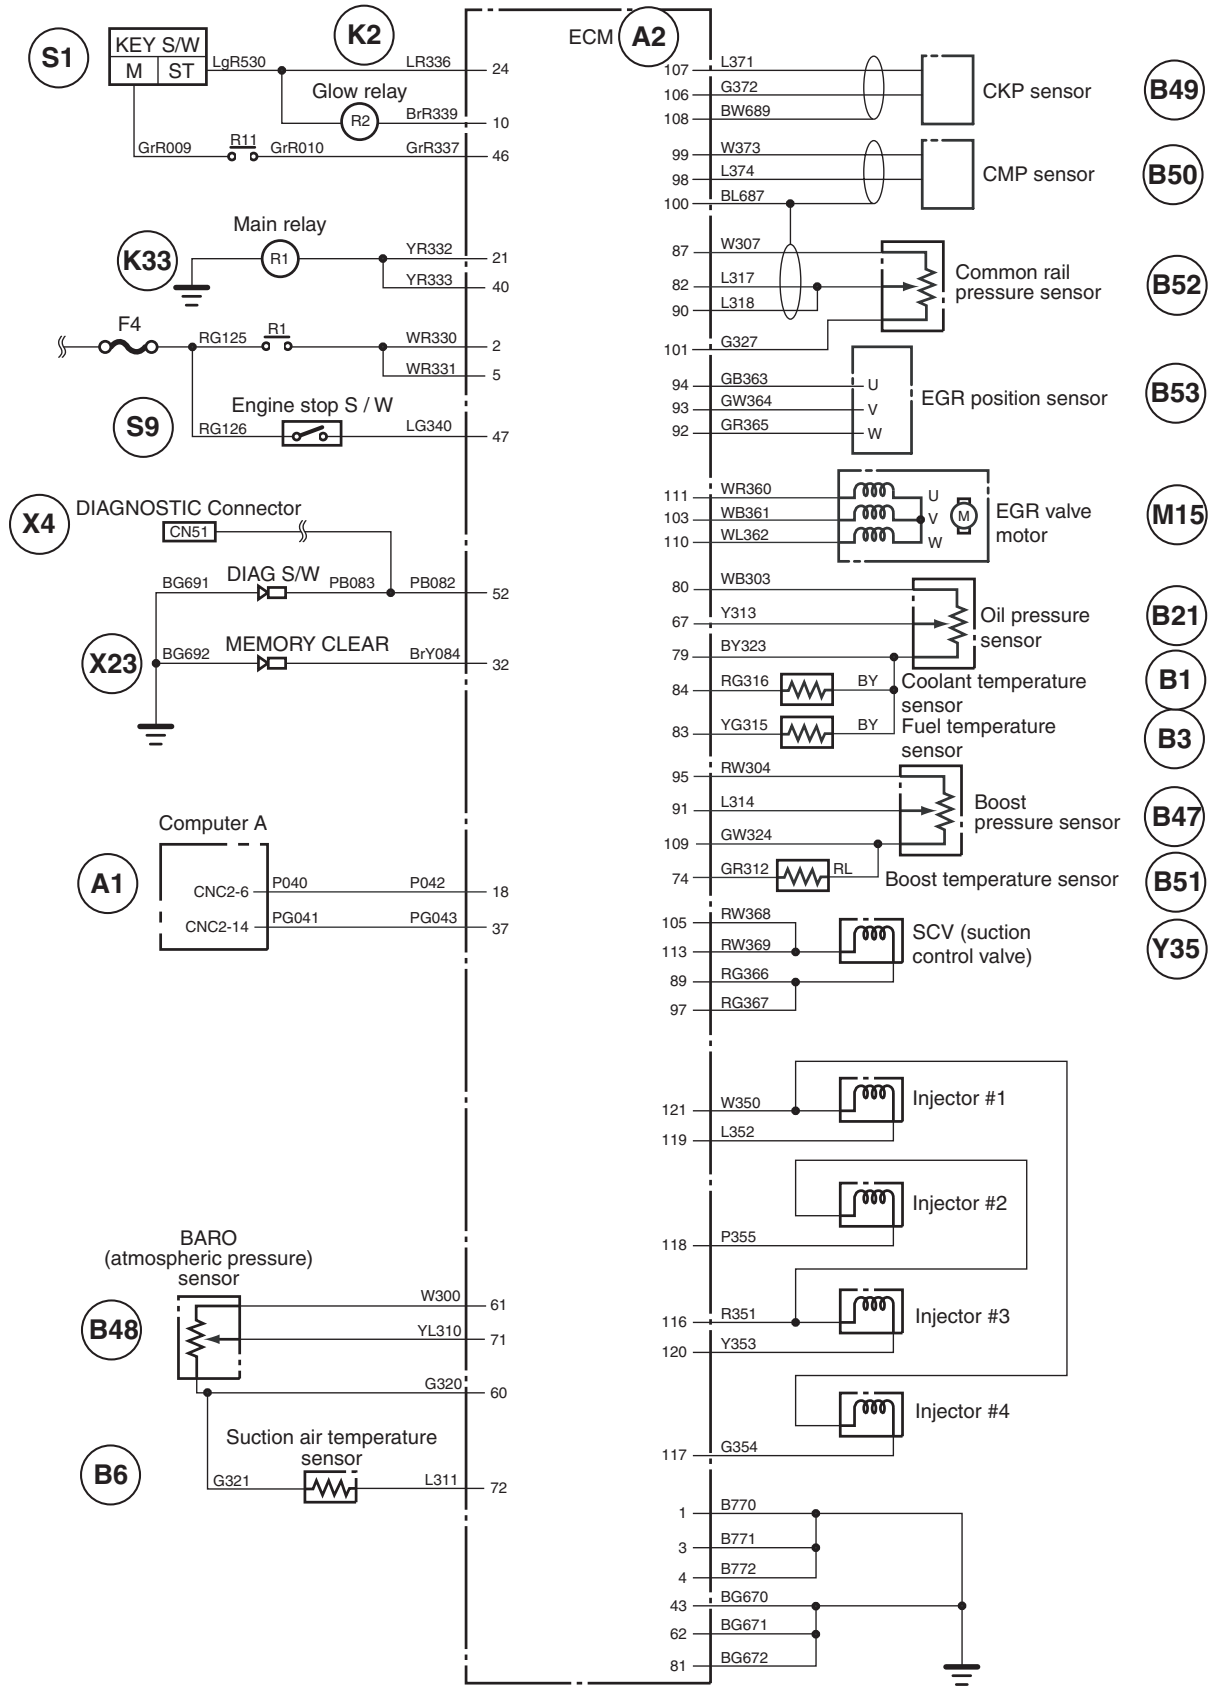 S1
KEY S/W
M ST
K2
LgR530 LR336 24
Glow relay
R2
BrR339 10
GrR009 R11 GrR010 GrR337 46
Main relay
K33
R1
YR332 21
YR333 40
F4
RG125 R1 WR330 2
WR331 5
S9
Engine stop S / W
RG126 LG340 47
X4
DIAGNOSTIC Connector
CN51
DIAG S/W
BG691 PB083 PB082 52
X23
MEMORY CLEAR
BG692 BrY084 32
Computer A
A1
CNC2-6 P040 P042 18
CNC2-14 PG041 PG043 37
BARO
(atmospheric pressure)
sensor
B48
W300 61
YL310 71
G320 60
Suction air temperature
sensor
B6
G321 L311 72
ECM A2
107 L371
106 G372
108 BW689
CKP sensor
B49
99 W373
98 L374
100 BL687
CMP sensor
B50
87 W307
82 L317
90 L318
101 G327
Common rail
pressure sensor
B52
94 GB363 U
93 GW364 V
92 GR365 W
EGR position sensor
B53
111 WR360 U
103 WB361 V
110 WL362 W
M
EGR valve
motor
M15
80 WB303
67 Y313
79 BY323
Oil pressure
sensor
B21
84 RG316 BY
Coolant temperature
sensor
B1
83 YG315 BY
Fuel temperature
sensor
B3
95 RW304
91 L314
109 GW324
Boost
pressure sensor
B47
74 GR312 RL
Boost temperature sensor
B51
105 RW368
113 RW369
89 RG366
97 RG367
SCV (suction
control valve)
Y35
121 W350
119 L352
Injector #1
Injector #2
118 P355
116 R351
120 Y353
Injector #3
Injector #4
117 G354
1 B770
3 B771
4 B772
43 BG670
62 BG671
81 BG672